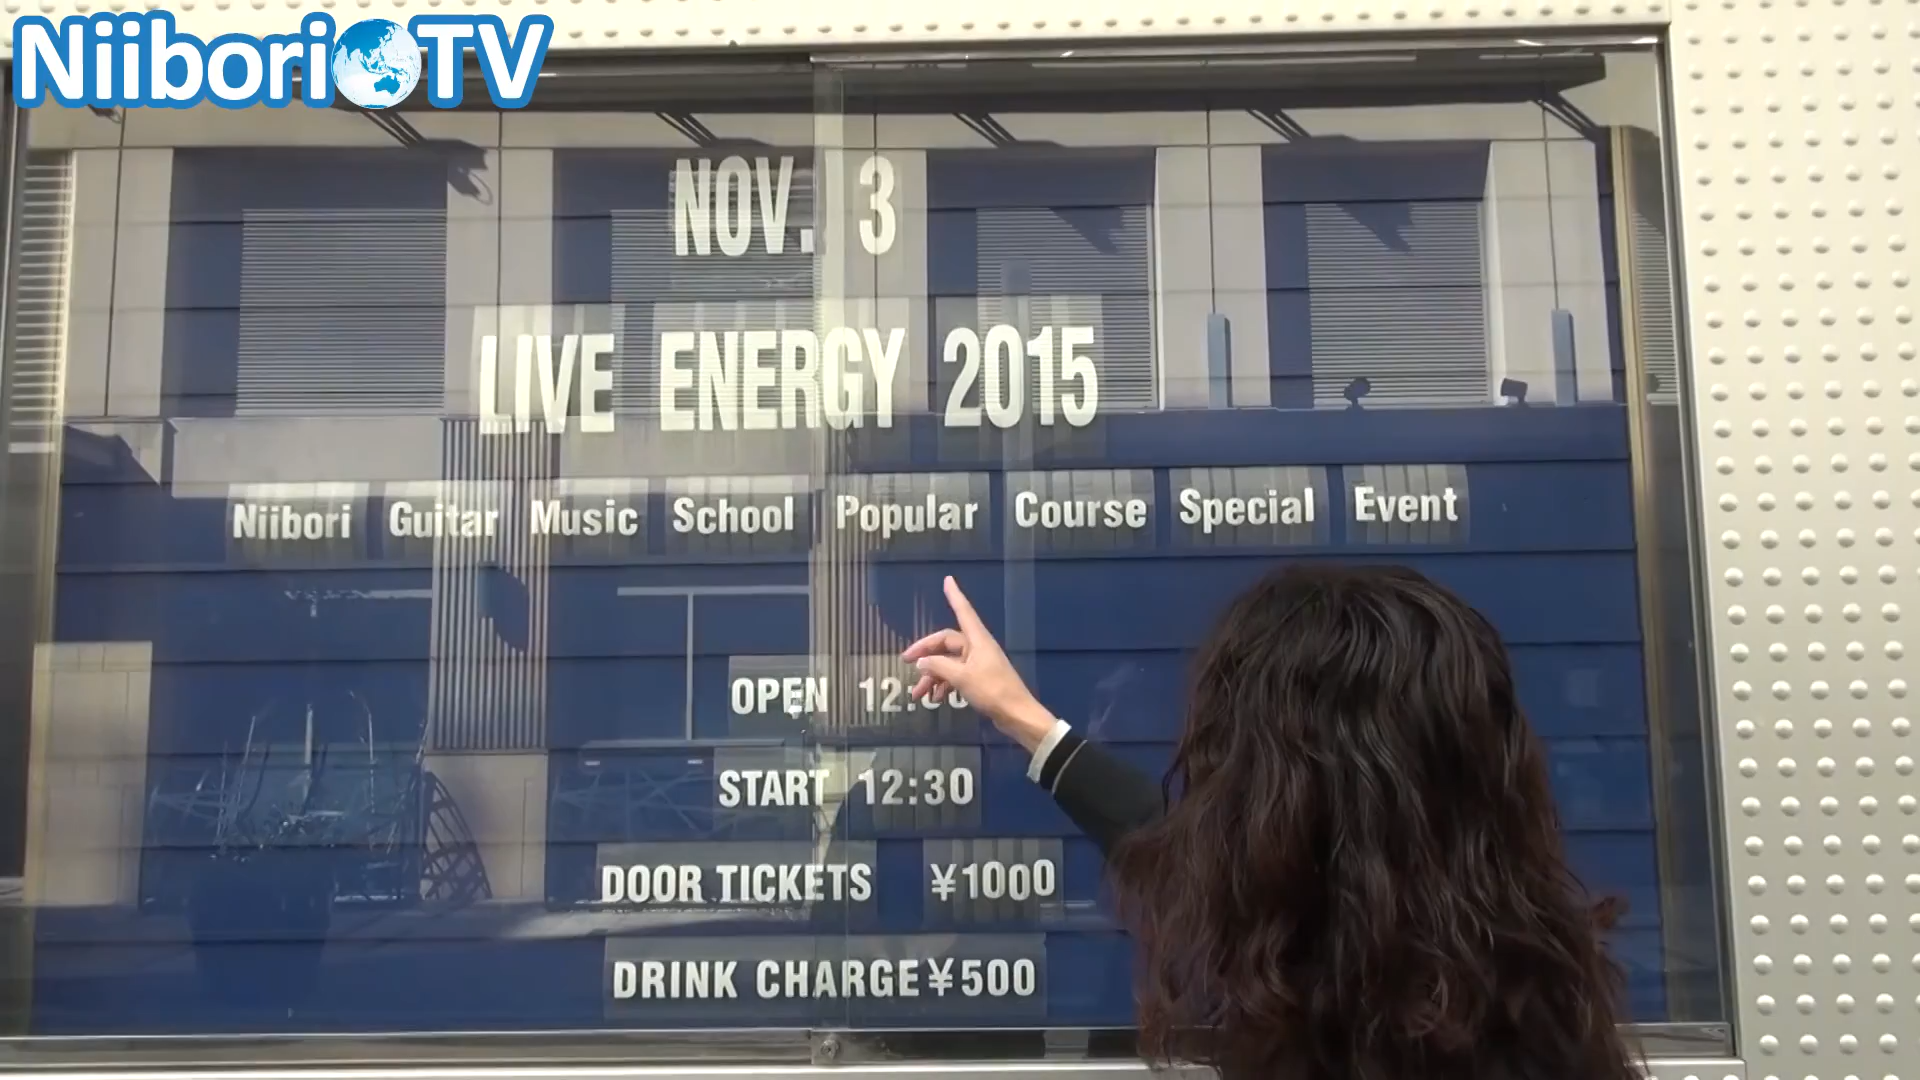 Niibori TV
NOV. 3
LIVE ENERGY 2015
Niibori Guitar Music School Popular Course Special Event
OPEN
START 12:30
DOOR TICKETS ¥1000
DRINK CHARGE ¥500